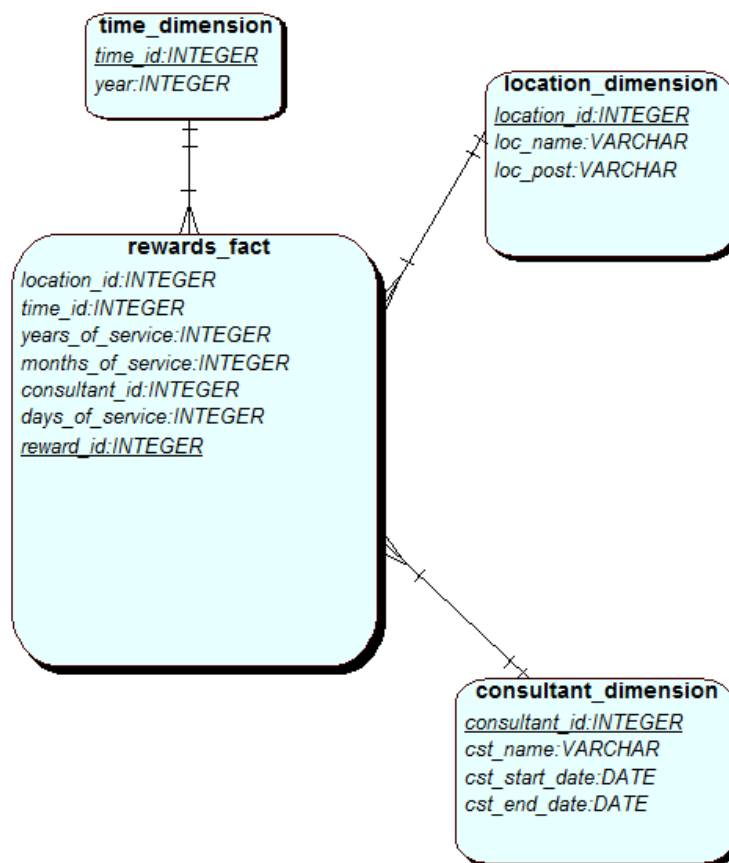 time_dimension
time_id:INTEGER
year:INTEGER
location_dimension
location_id:INTEGER
loc_name:VARCHAR
loc_post:VARCHAR
rewards_fact
location_id:INTEGER
time_id:INTEGER
years_of_service:INTEGER
months_of_service:INTEGER
consultant_id:INTEGER
days_of_service:INTEGER
reward_id:INTEGER
consultant_dimension
consultant_id:INTEGER
cst_name:VARCHAR
cst_start_date:DATE
cst_end_date:DATE